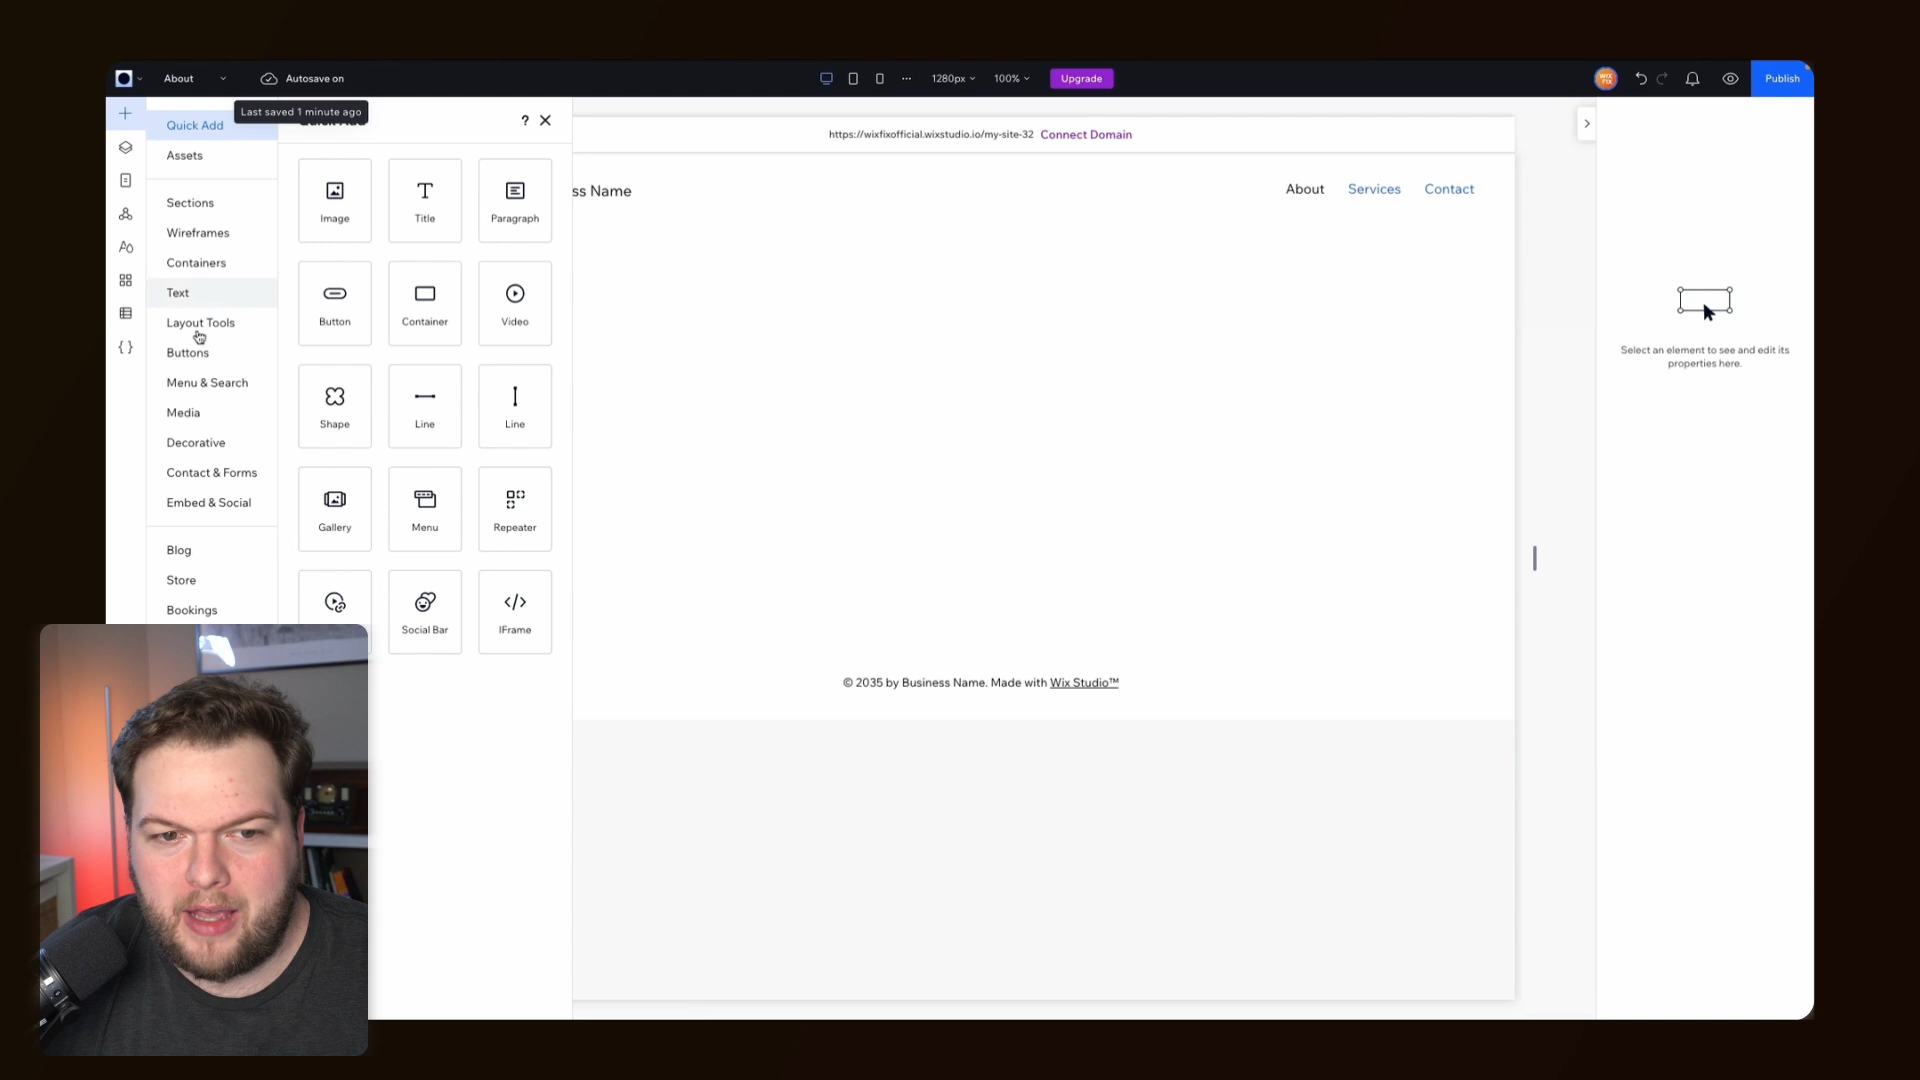 About
Autosave on
1280px
100%
Upgrade
WIX
FIX
Publish
Last saved 1 minute ago
Quick Add
Assets
Sections
Wireframes
Containers
Text
Layout Tools
Buttons
Menu & Search
Media
Decorative
Contact & Forms
Embed & Social
Blog
Store
Bookings
?
Image
Title
Paragraph
Button
Container
Video
Shape
Line
Line
Gallery
Menu
Repeater
Social Bar
IFrame
https://wixfixofficial.wixstudio.io/my-site-32 Connect Domain
ss Name
About Services Contact
© 2035 by Business Name. Made with Wix Studio™
Select an element to see and edit its
properties here.